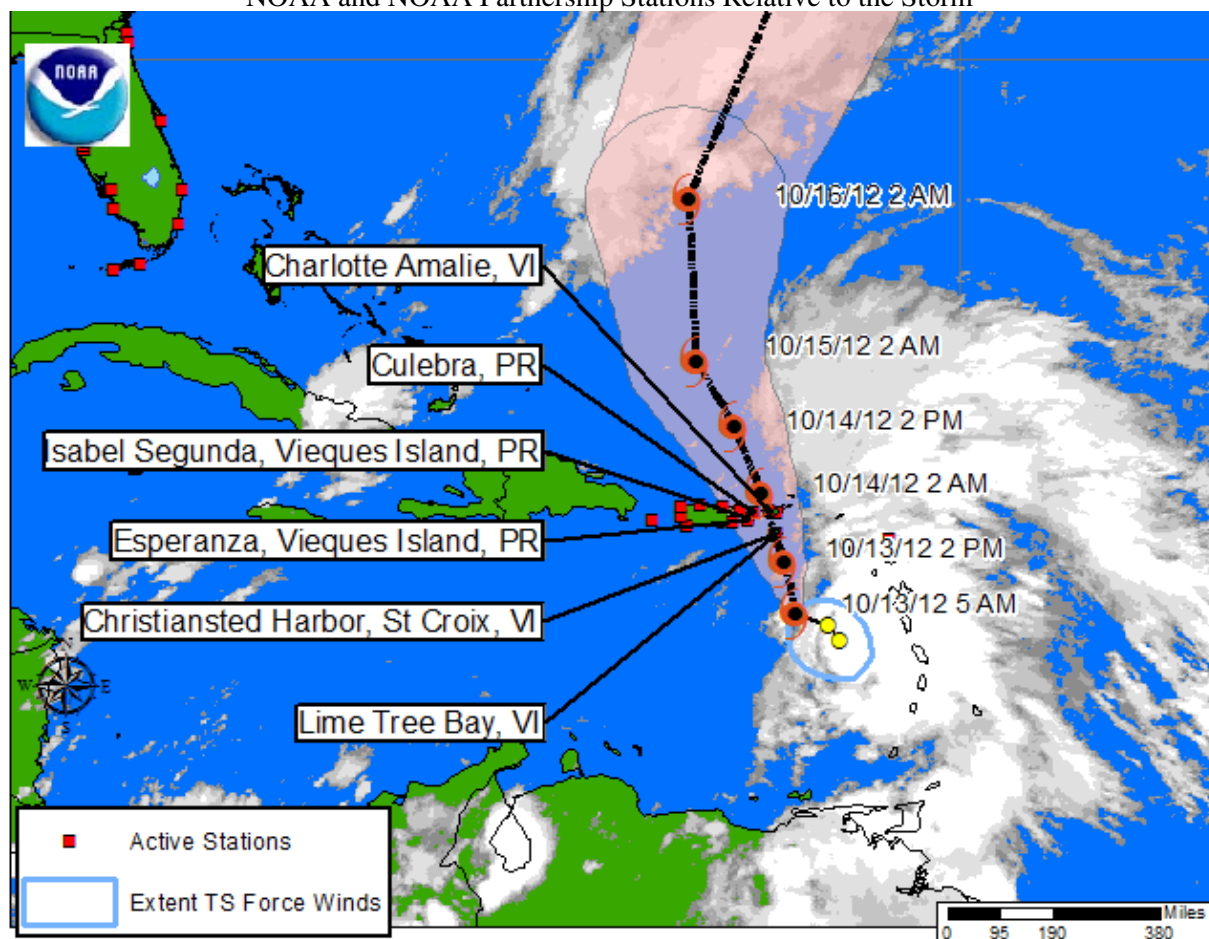 NOAA and NOAA Partnership Stations Relative to the Storm
NOAA
10/16/12 2 AM
Charlotte Amalie, VI
10/15/12 2 AM
Culebra, PR
10/14/12 2 PM
Isabel Segunda, Vieques Island, PR
10/14/12 2 AM
Esperanza, Vieques Island, PR
10/13/12 2 PM
10/13/12 5 AM
Christiansted Harbor, St Croix, VI
N
W E
S
Lime Tree Bay, VI
Active Stations
Extent TS Force Winds
Miles
0 95 190 380